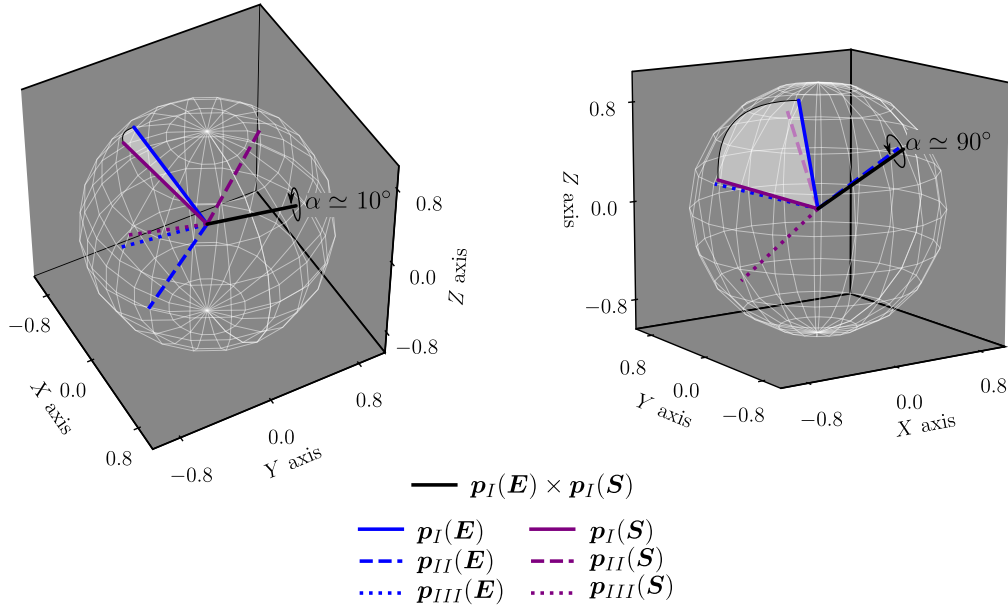 α ≃ 10°
0.8
0.0
−0.8
Z axis
−0.8
0.0
0.8
X axis
−0.8
0.0
0.8
Y axis
α ≃ 90°
0.8
0.0
−0.8
Z axis
0.8
0.0
−0.8
Y axis
−0.8
0.0
0.8
X axis
p_I(E) × p_I(S)
p_I(E) p_I(S)
p_II(E) p_II(S)
p_III(E) p_III(S)